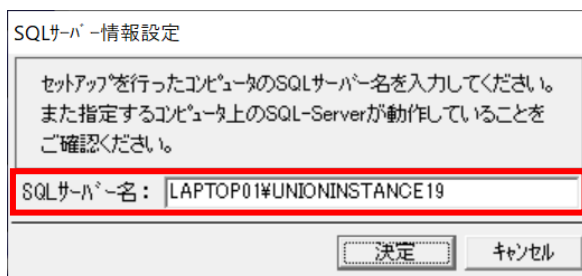 SQLｻｰﾊﾞｰ情報設定
ｾｯﾄｱｯﾌﾟを行ったｺﾝﾋﾟｭｰﾀのSQLサーバー名を入力してください。
また指定するｺﾝﾋﾟｭｰﾀ上のSQL-Serverが動作していることを
ご確認ください。
SQLｻｰﾊﾞｰ名： LAPTOP01¥UNIONINSTANCE19
決定 ｷｬﾝｾﾙ